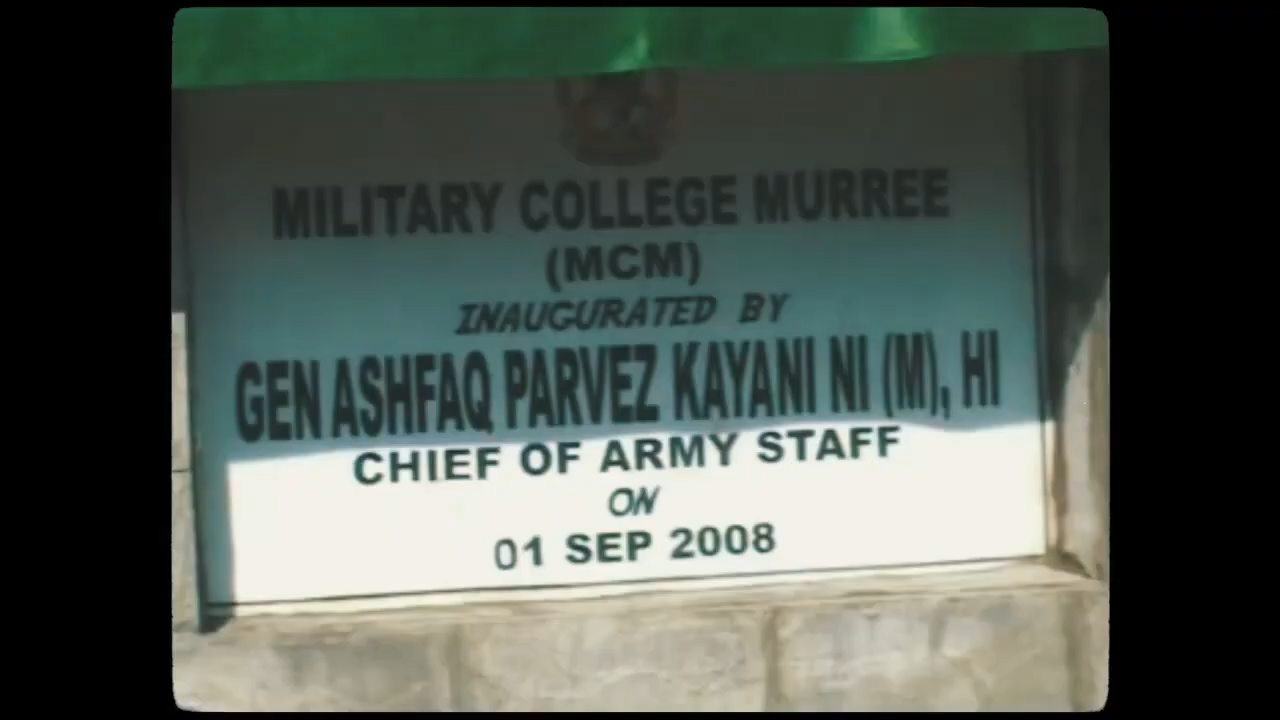 MILITARY COLLEGE MURREE
(MCM)
INAUGURATED BY
GEN ASHFAQ PARVEZ KAYANI NI (M), HI
CHIEF OF ARMY STAFF
ON
01 SEP 2008